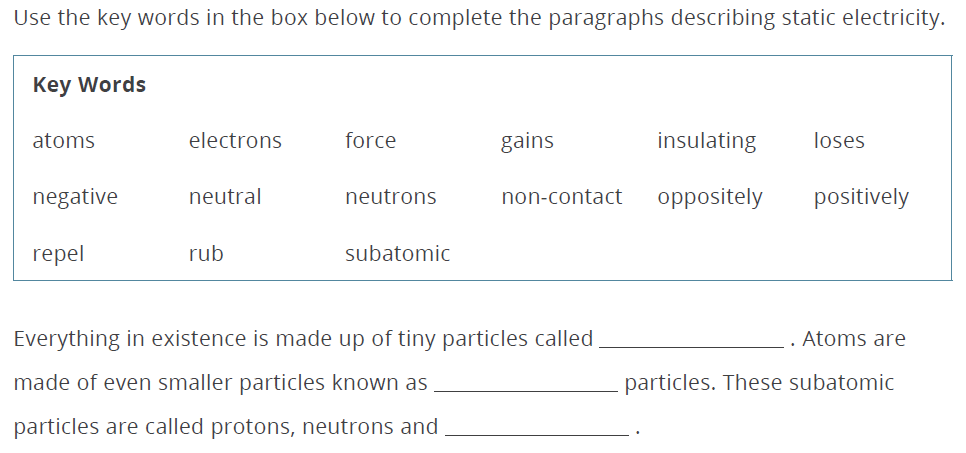 Use the key words in the box below to complete the paragraphs describing static electricity.
Key Words
atoms electrons force gains insulating loses
negative neutral neutrons non-contact oppositely positively
repel rub subatomic
Everything in existence is made up of tiny particles called ________________ . Atoms are
made of even smaller particles known as ________________ particles. These subatomic
particles are called protons, neutrons and ________________ .